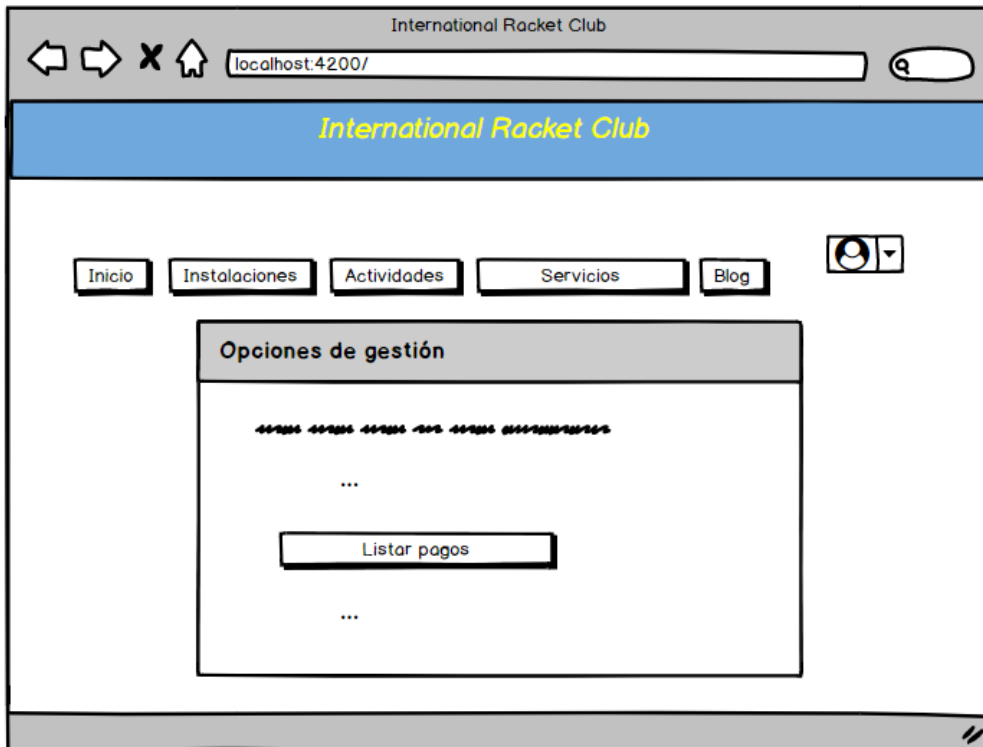 International Racket Club
localhost:4200/
International Racket Club
Inicio Instalaciones Actividades Servicios Blog
Opciones de gestión
...
Listar pagos
...